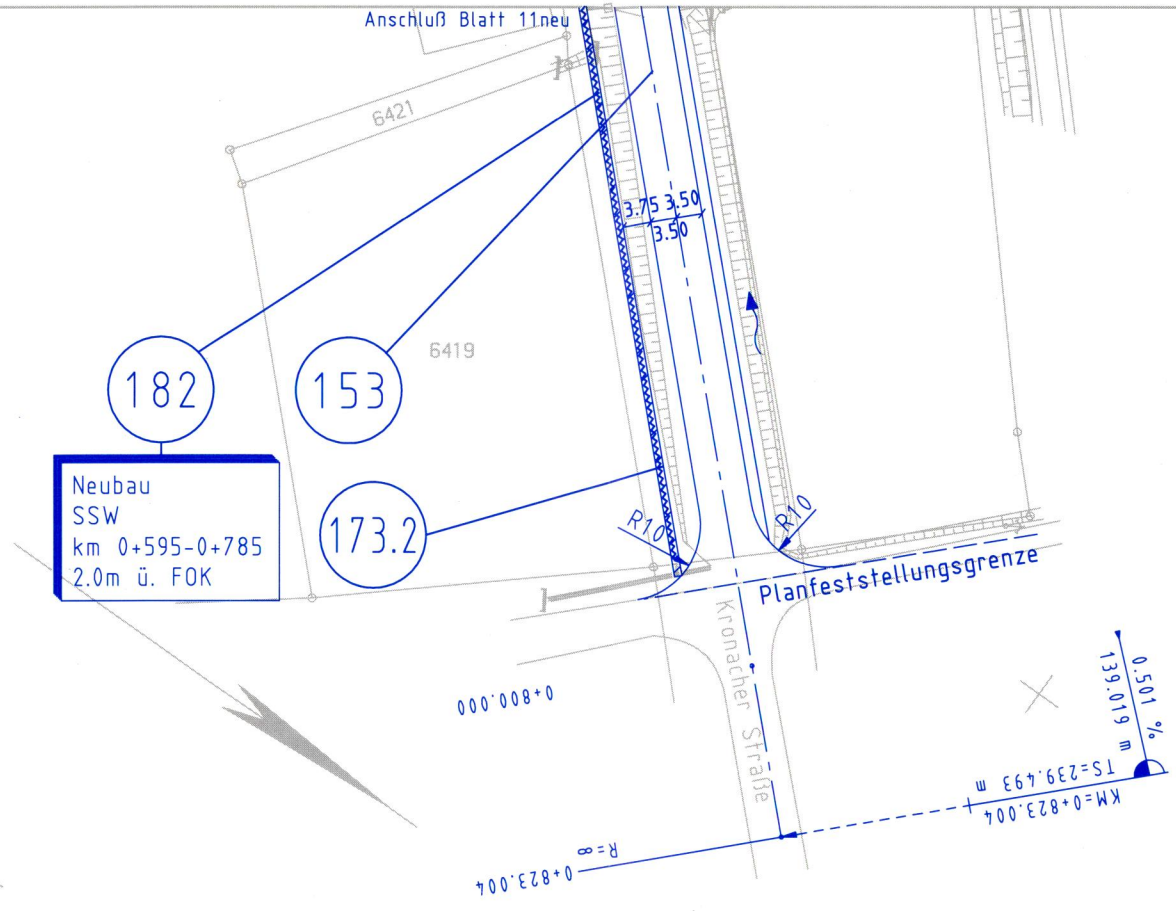 Anschluß Blatt 11neu
6421
3.75 3.50
3.50
6419
182
153
Neubau
SSW
km 0+595-0+785
2.0m ü. FOK
173.2
R10
R10
Planfeststellungsgrenze
Kronacher Straße
0+800.000
0.501 %
139.019 m
TS=239.493 m
KM=0+823.004
R=∞
0+823.004